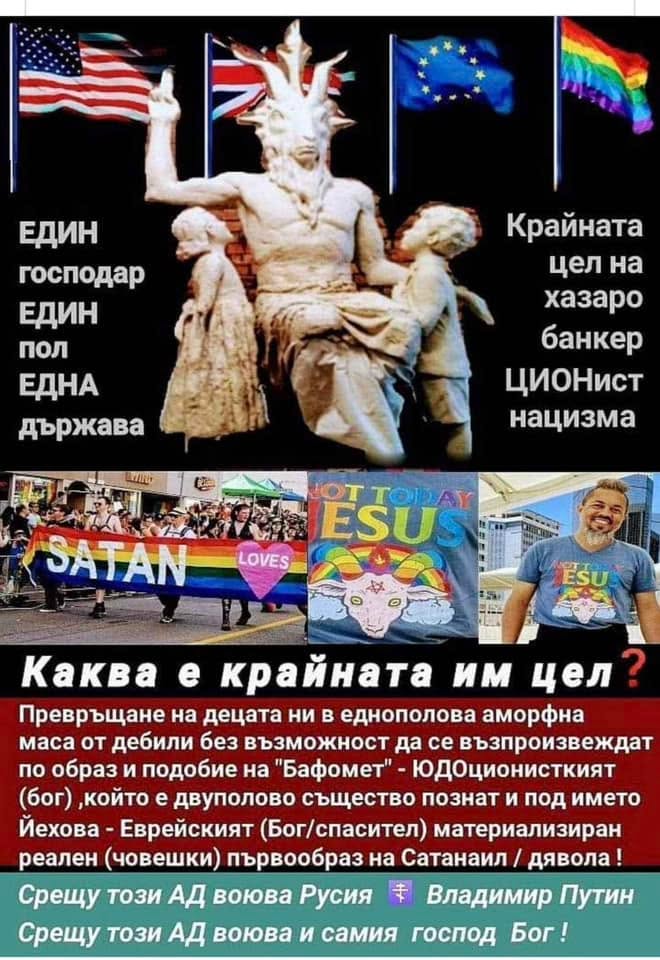 ЕДИН
господар
ЕДИН
пол
ЕДНА
държава
Крайната
цел на
хазаро
банкер
ЦИОНист
нацизма
SATAN
LOVES
OT TODAY
ESUS
ESU
Каква е крайната им цел?
Превръщане на децата ни в еднополова аморфна
маса от дебили без възможност да се възпроизвеждат
по образ и подобие на "Бафомет" - ЮДОционисткият
(бог) ,който е двуполово същество познат и под името
Йехова - Еврейският (Бог/спасител) материализиран
реален (човешки) първообраз на Сатанаил / дявола !
Срещу този АД воюва Русия ☦ Владимир Путин
Срещу този АД воюва и самия господ Бог !